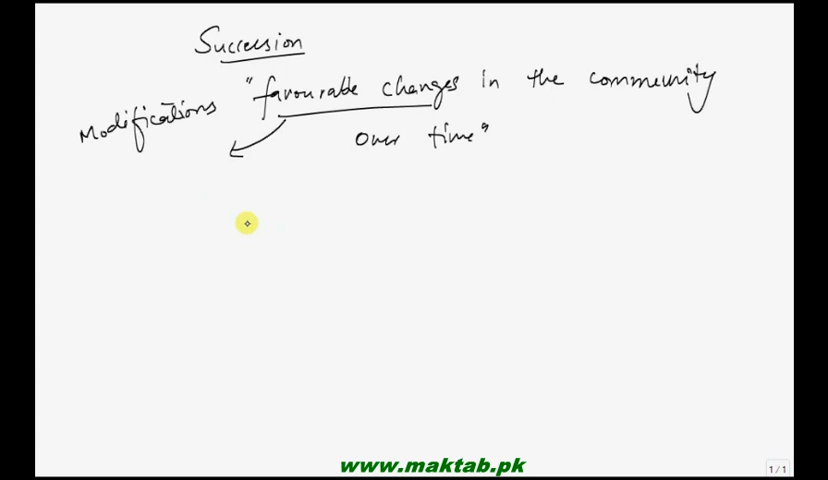 Succession
Modifications "favourable changes in the community
over time"
www.maktab.pk
1/1